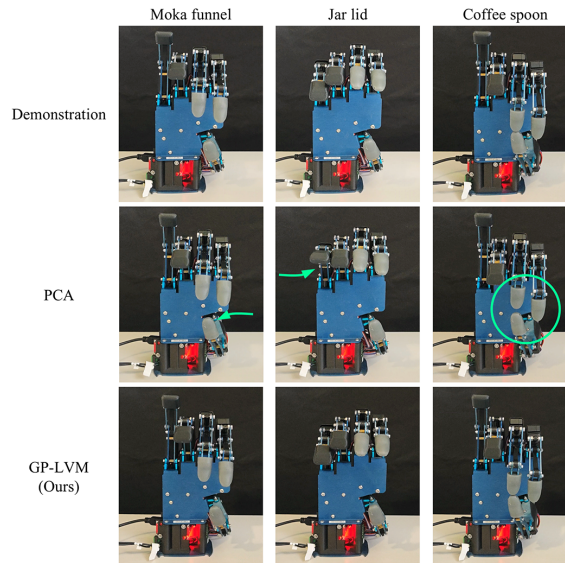 Moka funnel
Jar lid
Coffee spoon
Demonstration
PCA
GP-LVM
(Ours)